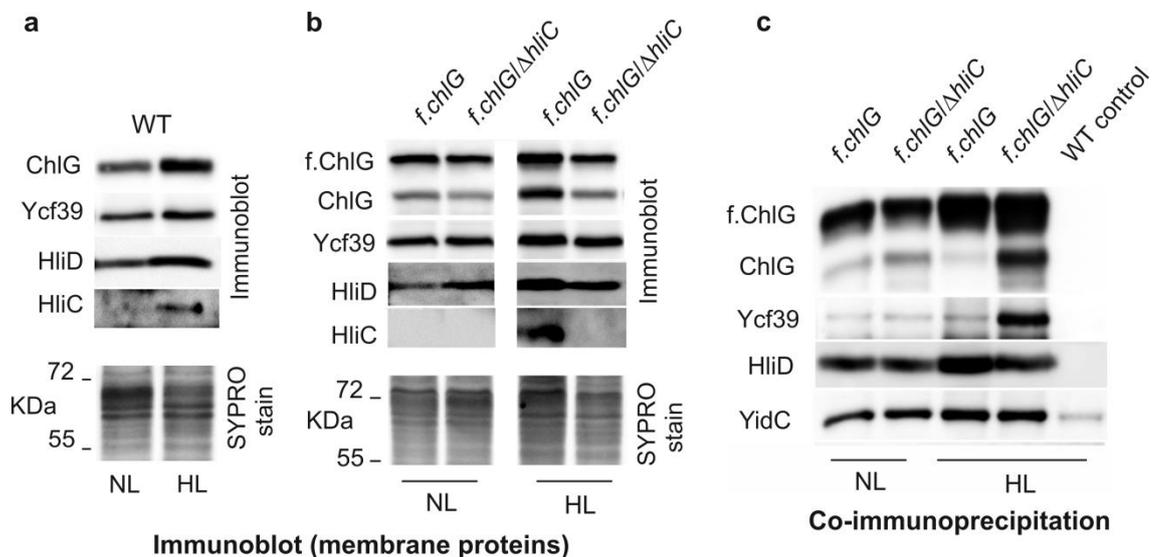 a
WT
ChlG
Ycf39
HliD
HliC
Immunoblot
72
KDa
55
SYPRO
stain
NL HL
b
f.chlG
f.chlG/ΔhliC
f.chlG
f.chlG/ΔhliC
f.ChlG
ChlG
Ycf39
HliD
HliC
Immunoblot
72
KDa
55
SYPRO
stain
NL HL
Immunoblot (membrane proteins)
c
f.chlG
f.chlG/ΔhliC
f.chlG
f.chlG/ΔhliC
WT control
f.ChlG
ChlG
Ycf39
HliD
YidC
NL HL
Co-immunoprecipitation